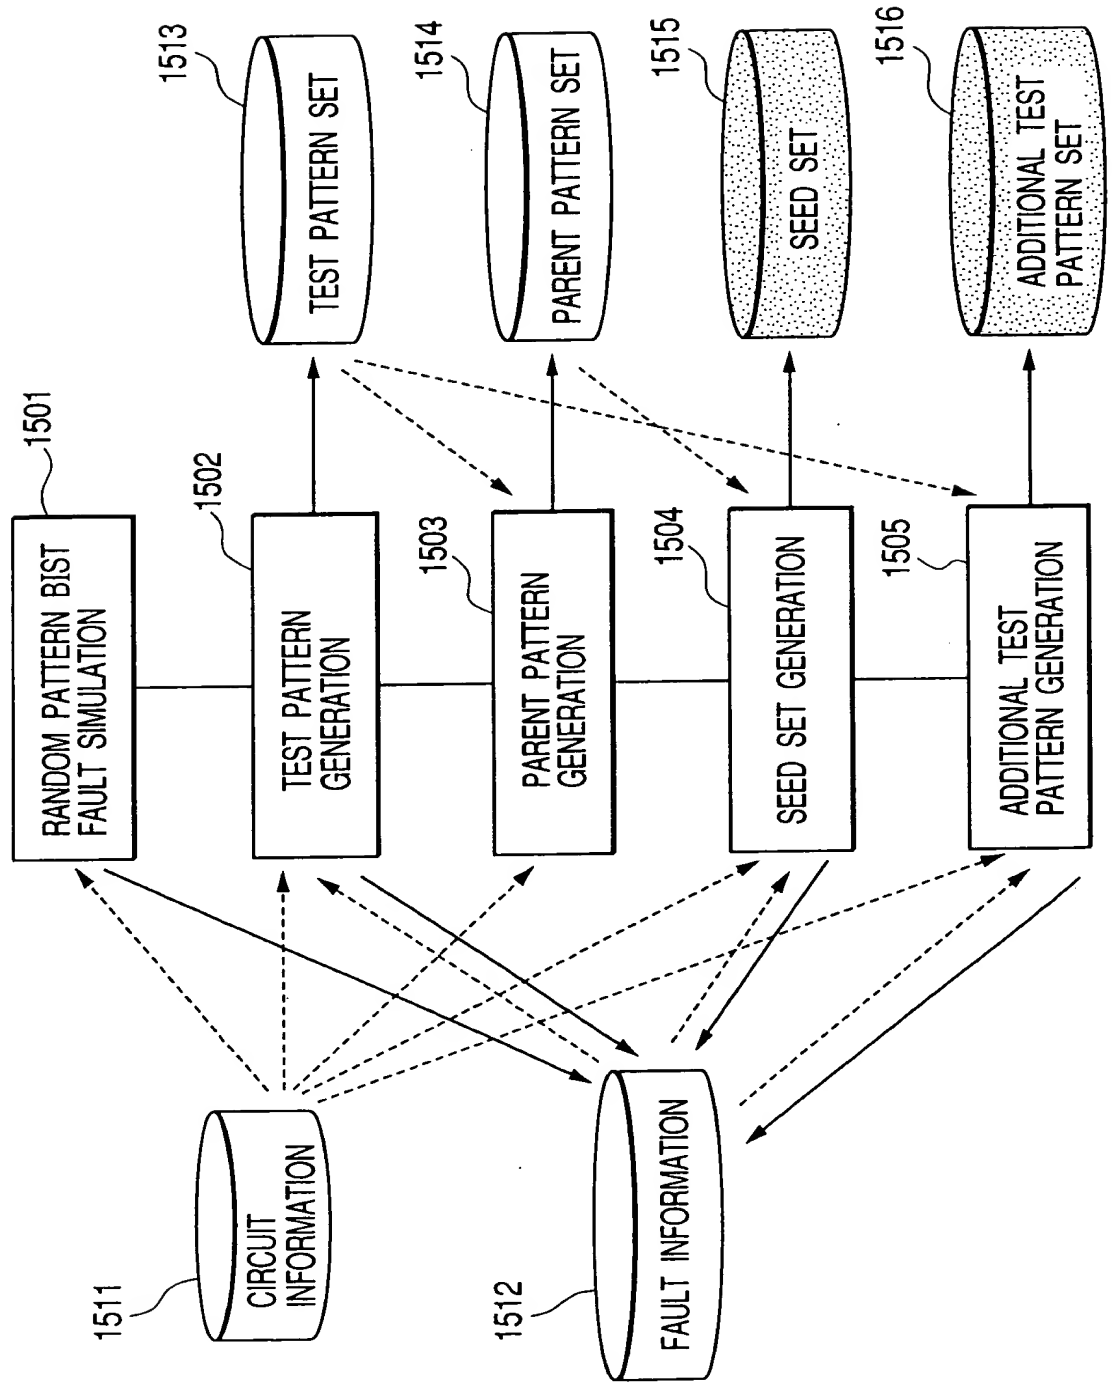 1501
RANDOM PATTERN BIST
FAULT SIMULATION
1511
CIRCUIT
INFORMATION
1502
TEST PATTERN
GENERATION
1513
TEST PATTERN SET
1503
PARENT PATTERN
GENERATION
1514
PARENT PATTERN SET
1512
FAULT INFORMATION
1504
SEED SET GENERATION
1515
SEED SET
1505
ADDITIONAL TEST
PATTERN GENERATION
1516
ADDITIONAL TEST
PATTERN SET